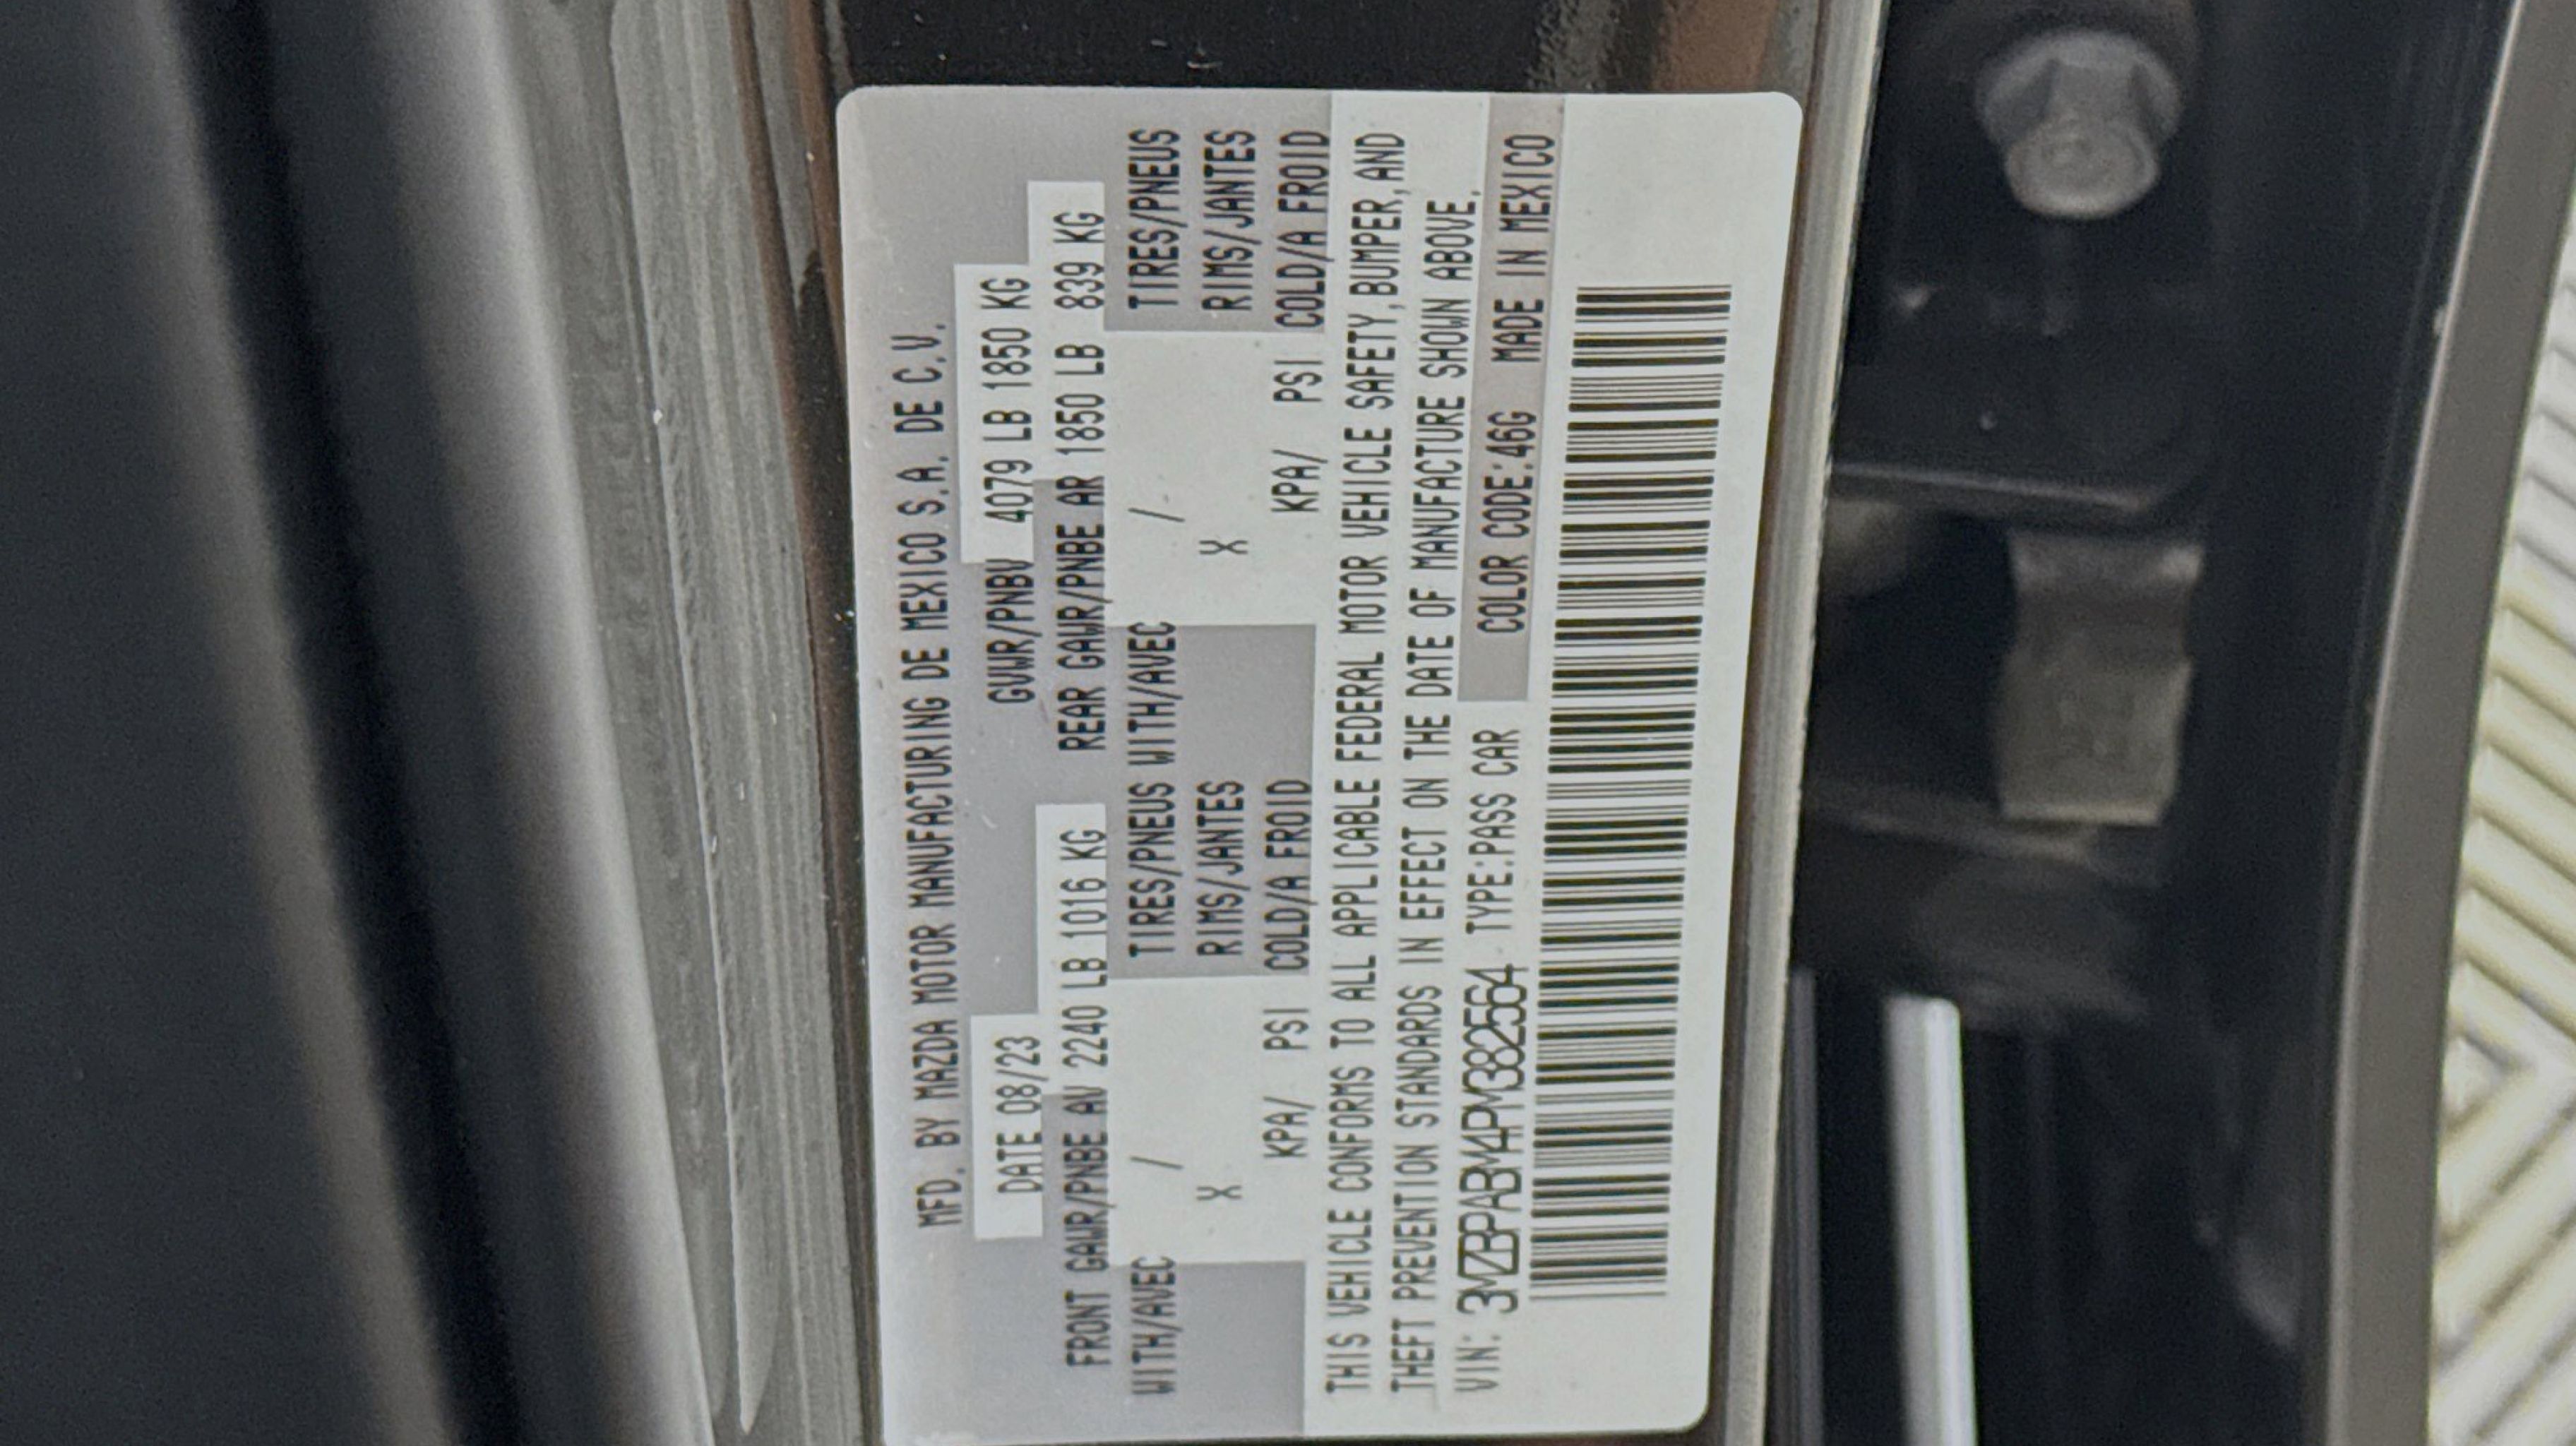 MFD. BY MAZDA MOTOR MANUFACTURING DE MEXICO S.A. DE C.V.
DATE 08/23 GVWR/PNBV 4079 LB 1850 KG
FRONT GAWR/PNBE AV 2240 LB 1016 KG REAR GAWR/PNBE AR 1850 LB 839 KG
WITH/AVEC / TIRES/PNEUS WITH/AVEC / TIRES/PNEUS
X RIMS/JANTES X RIMS/JANTES
KPA/ PSI COLD/A FROID KPA/ PSI COLD/A FROID
THIS VEHICLE CONFORMS TO ALL APPLICABLE FEDERAL MOTOR VEHICLE SAFETY, BUMPER, AND
THEFT PREVENTION STANDARDS IN EFFECT ON THE DATE OF MANUFACTURE SHOWN ABOVE.
VIN: 3MZBPABM4PM382564 TYPE:PASS CAR COLOR CODE:46G MADE IN MEXICO